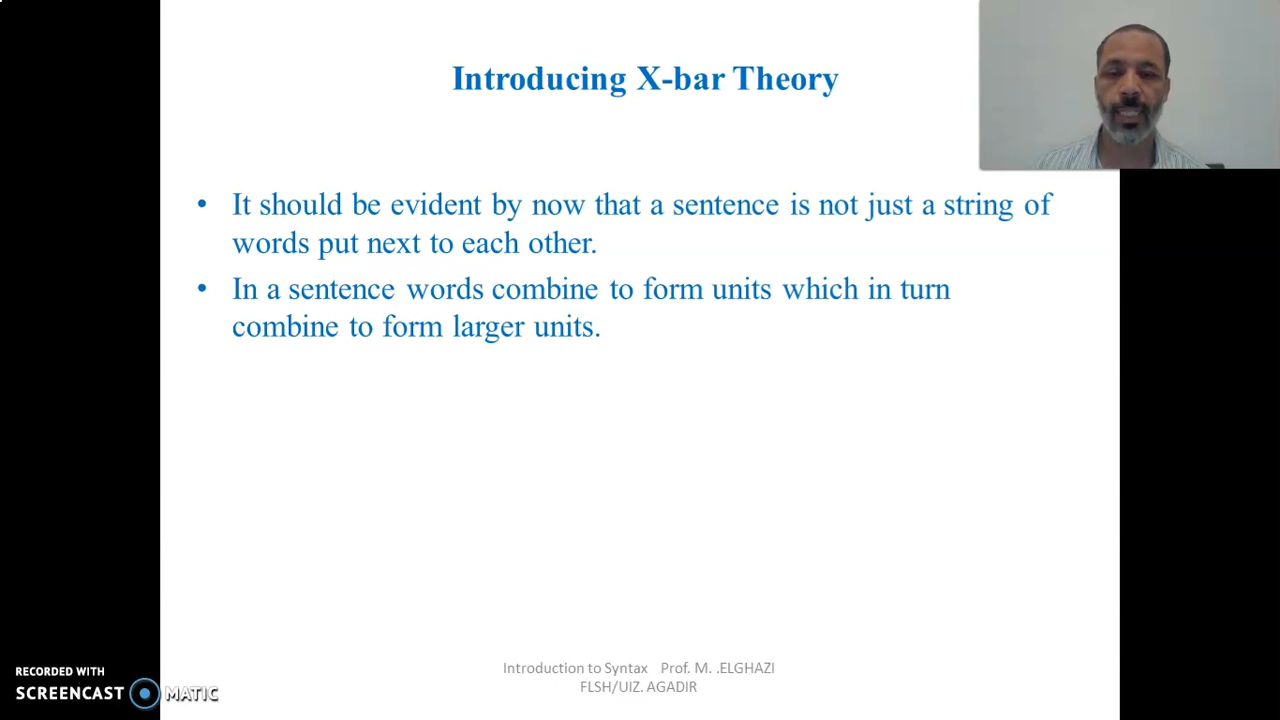 Introducing X-bar Theory
• It should be evident by now that a sentence is not just a string of
words put next to each other.
• In a sentence words combine to form units which in turn
combine to form larger units.
Introduction to Syntax Prof. M. .ELGHAZI
FLSH/UIZ. AGADIR
RECORDED WITH
SCREENCAST MATIC